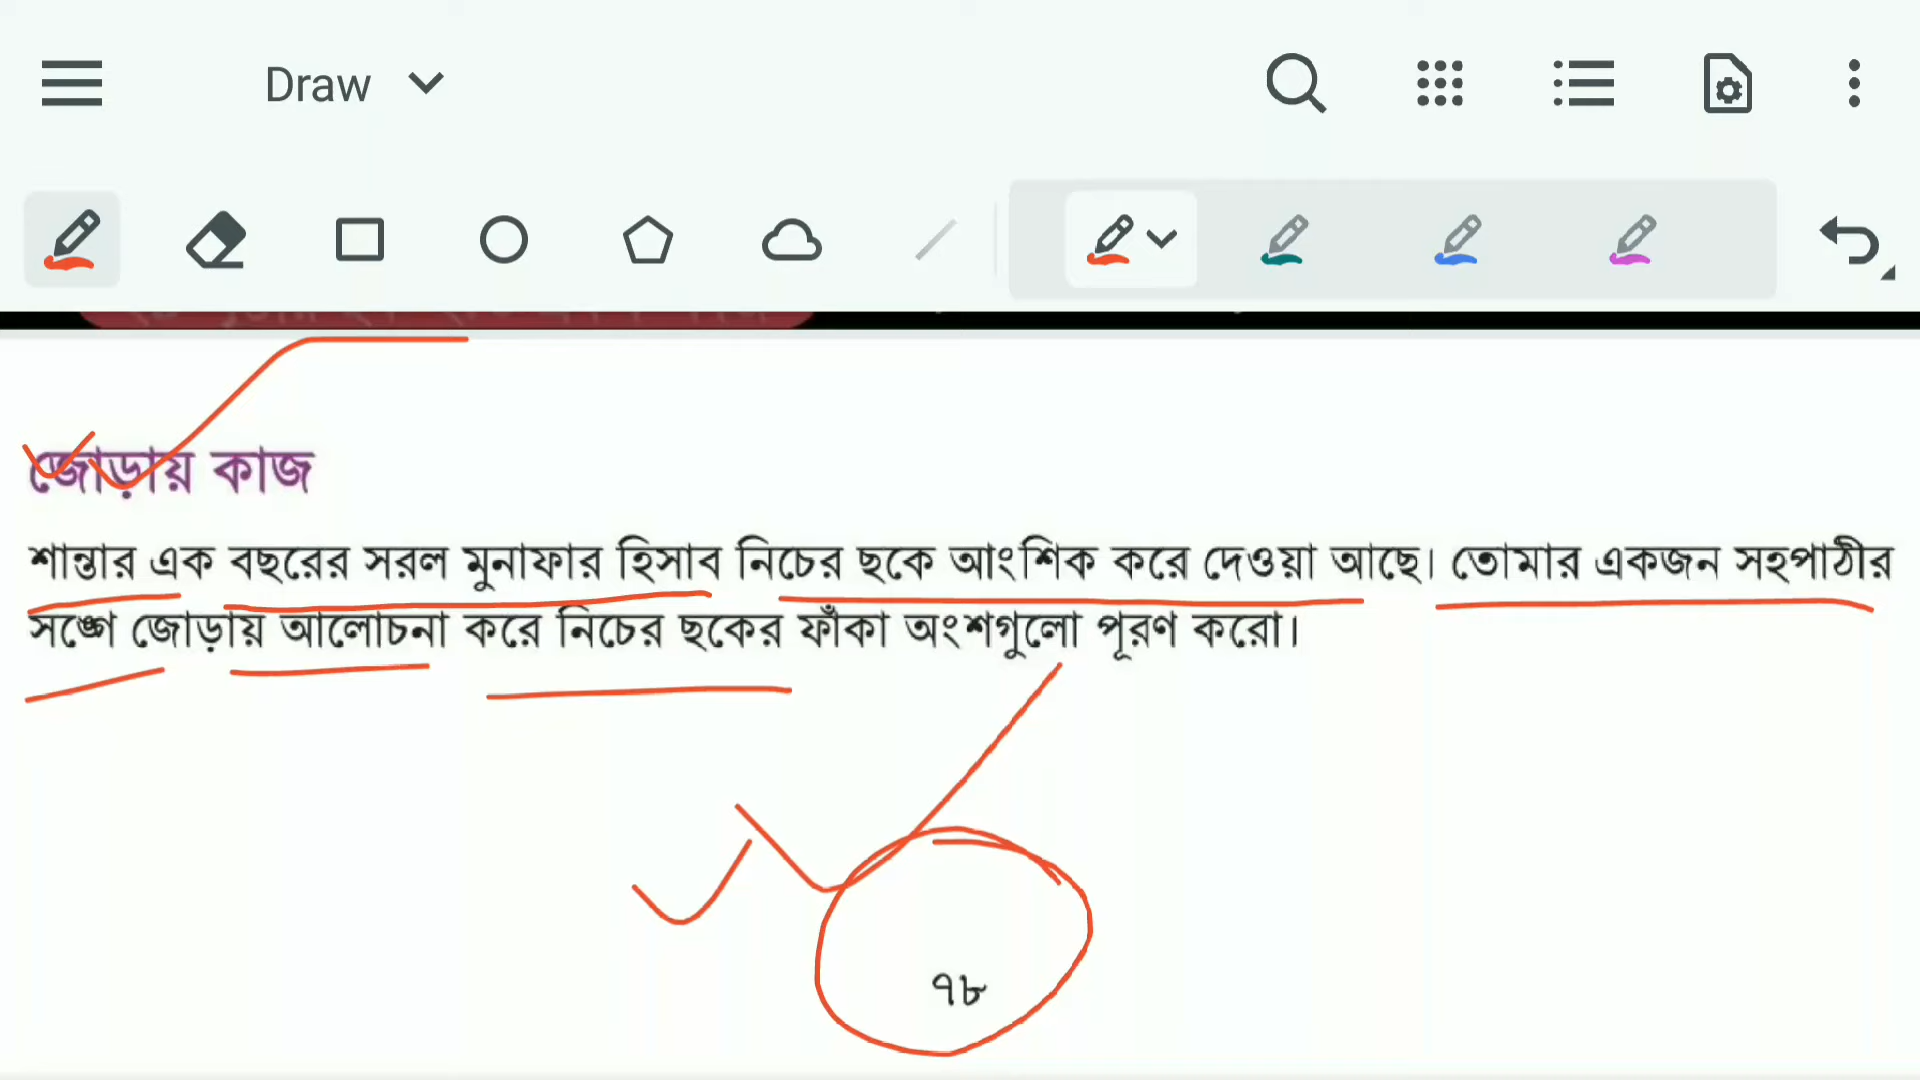 Draw
জোড়ায় কাজ
শান্তার এক বছরের সরল মুনাফার হিসাব নিচের ছকে আংশিক করে দেওয়া আছে। তোমার একজন সহপাঠীর
সঙ্গে জোড়ায় আলোচনা করে নিচের ছকের ফাঁকা অংশগুলো পূরণ করো।
৭৮